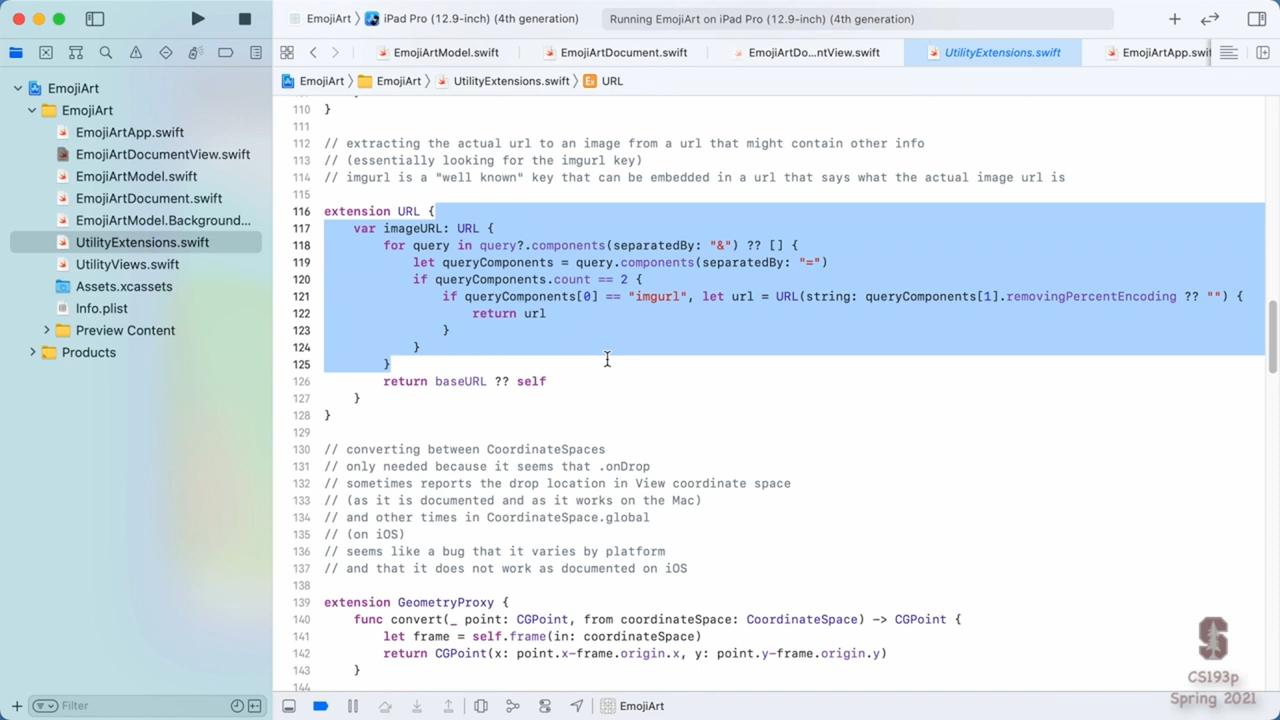 EmojiArt
iPad Pro (12.9-inch) (4th generation)
Running EmojiArt on iPad Pro (12.9-inch) (4th generation)
EmojiArtModel.swift
EmojiArtDocument.swift
EmojiArtDo...ntView.swift
UtilityExtensions.swift
EmojiArtApp.swif
EmojiArt
EmojiArt
UtilityExtensions.swift
Ex
URL
EmojiArt
EmojiArt
EmojiArtApp.swift
EmojiArtDocumentView.swift
EmojiArtModel.swift
EmojiArtDocument.swift
EmojiArtModel.Background...
UtilityExtensions.swift
UtilityViews.swift
Assets.xcassets
Info.plist
Preview Content
Products
Filter
110 }
111
112 // extracting the actual url to an image from a url that might contain other info
113 // (essentially looking for the imgurl key)
114 // imgurl is a "well known" key that can be embedded in a url that says what the actual image url is
115
116 extension URL {
117 var imageURL: URL {
118 for query in query?.components(separatedBy: "&") ?? [] {
119 let queryComponents = query.components(separatedBy: "=")
120 if queryComponents.count == 2 {
121 if queryComponents[0] == "imgurl", let url = URL(string: queryComponents[1].removingPercentEncoding ?? "") {
122 return url
123 }
124 }
125 }
126 return baseURL ?? self
127 }
128 }
129
130 // converting between CoordinateSpaces
131 // only needed because it seems that .onDrop
132 // sometimes reports the drop location in View coordinate space
133 // (as it is documented and as it works on the Mac)
134 // and other times in CoordinateSpace.global
135 // (on iOS)
136 // seems like a bug that it varies by platform
137 // and that it does not work as documented on iOS
138
139 extension GeometryProxy {
140 func convert(_ point: CGPoint, from coordinateSpace: CoordinateSpace) -> CGPoint {
141 let frame = self.frame(in: coordinateSpace)
142 return CGPoint(x: point.x-frame.origin.x, y: point.y-frame.origin.y)
143 }
144
EmojiArt
S
CS193p
Spring 2021